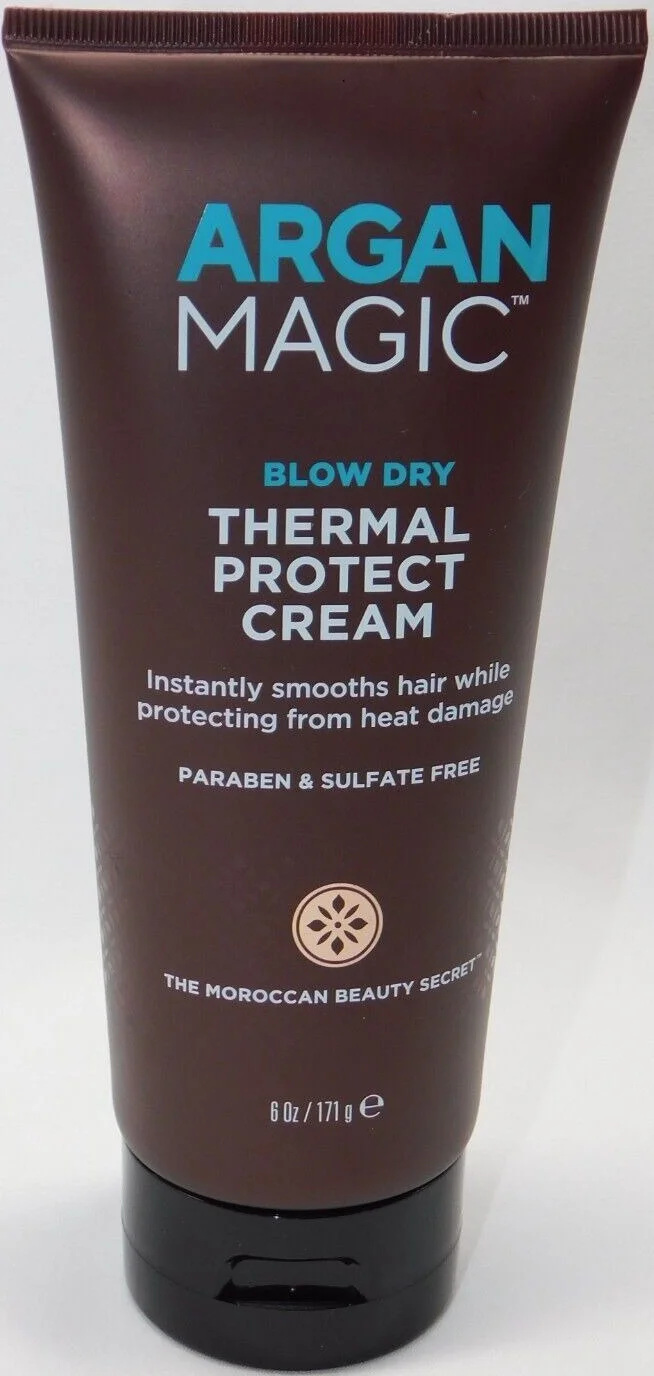 ARGAN
MAGIC™
BLOW DRY
THERMAL
PROTECT
CREAM
Instantly smooths hair while
protecting from heat damage
PARABEN & SULFATE FREE
THE MOROCCAN BEAUTY SECRET™
6 Oz / 171 g ℮